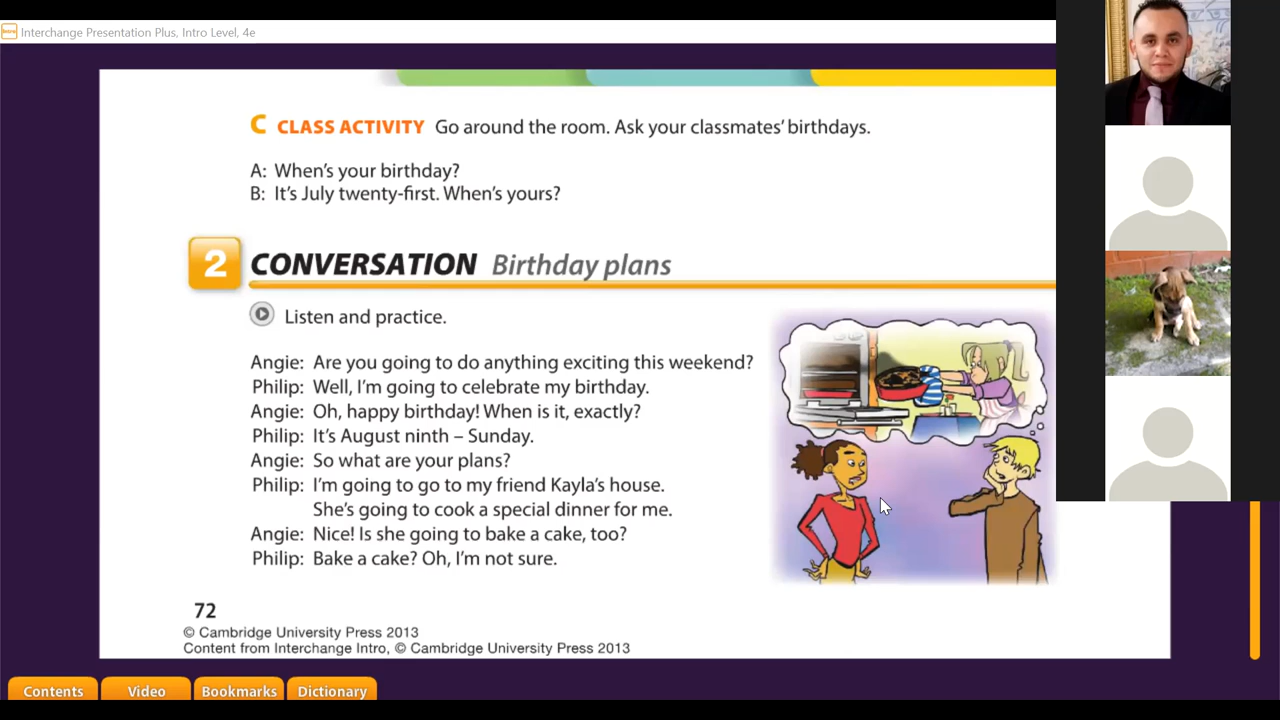 Interchange Presentation Plus, Intro Level, 4e
C CLASS ACTIVITY Go around the room. Ask your classmates' birthdays.
A: When's your birthday?
B: It's July twenty-first. When's yours?
2 CONVERSATION Birthday plans
Listen and practice.
Angie: Are you going to do anything exciting this weekend?
Philip: Well, I'm going to celebrate my birthday.
Angie: Oh, happy birthday! When is it, exactly?
Philip: It's August ninth – Sunday.
Angie: So what are your plans?
Philip: I'm going to go to my friend Kayla's house.
She's going to cook a special dinner for me.
Angie: Nice! Is she going to bake a cake, too?
Philip: Bake a cake? Oh, I'm not sure.
72
© Cambridge University Press 2013
Content from Interchange Intro, © Cambridge University Press 2013
Contents Video Bookmarks Dictionary